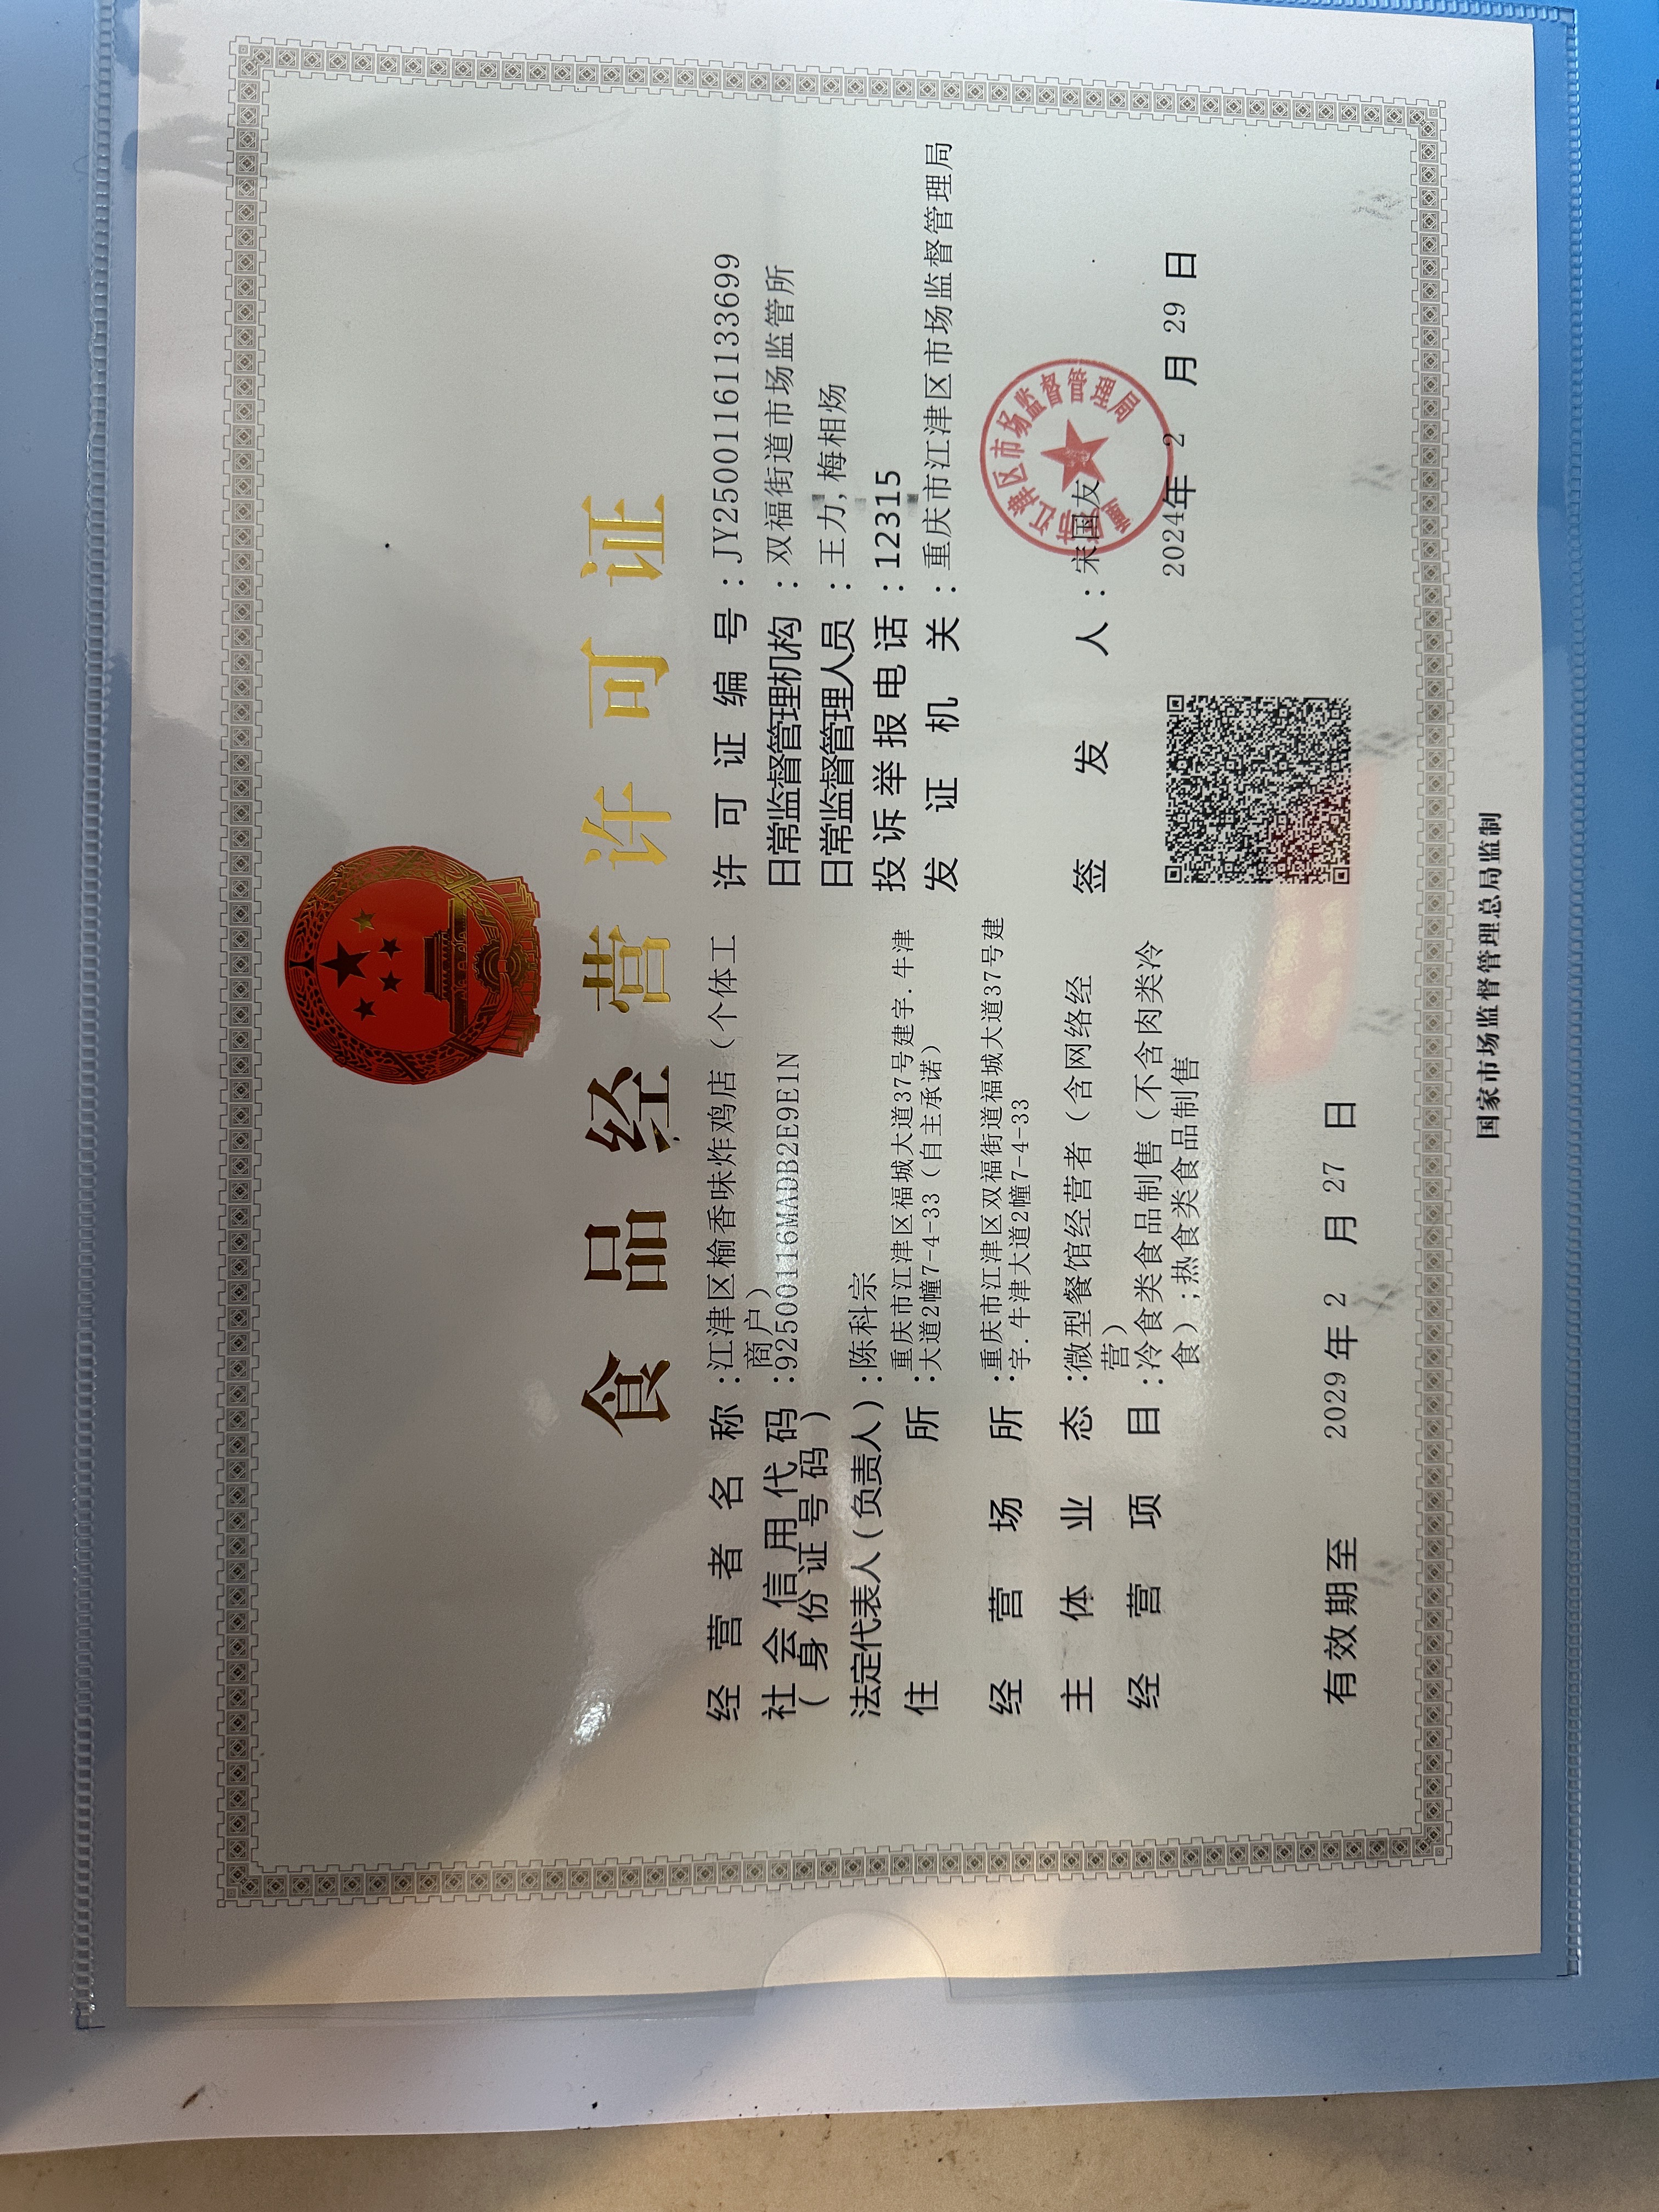 食品经营许可证
经营者名称:江津区榆香味炸鸡店(个体工
商户)
社会信用代码:92500116MADB2E9E1N
(身份证号码)
法定代表人(负责人):陈科宗
住所:重庆市江津区福城大道37号建宇.牛津
大道2幢7-4-33(自主承诺)
经营场所:重庆市江津区双福街道福城大道37号建
宇.牛津大道2幢7-4-33
主体业态:微型餐馆经营者(含网络经
营)
经营项目:冷食类食品制售(不含肉类冷
食);热食类食品制售
有效期至 2029年2月27日
许可证编号:JY25001161133699
日常监督管理机构:双福街道市场监管所
日常监督管理人员:王力,梅相炀
投诉举报电话:12315
发证机关:重庆市江津区市场监督管理局
签发人:宋国友
重庆市江津区市场监督管理局
2024年2月29日
国家市场监督管理总局监制